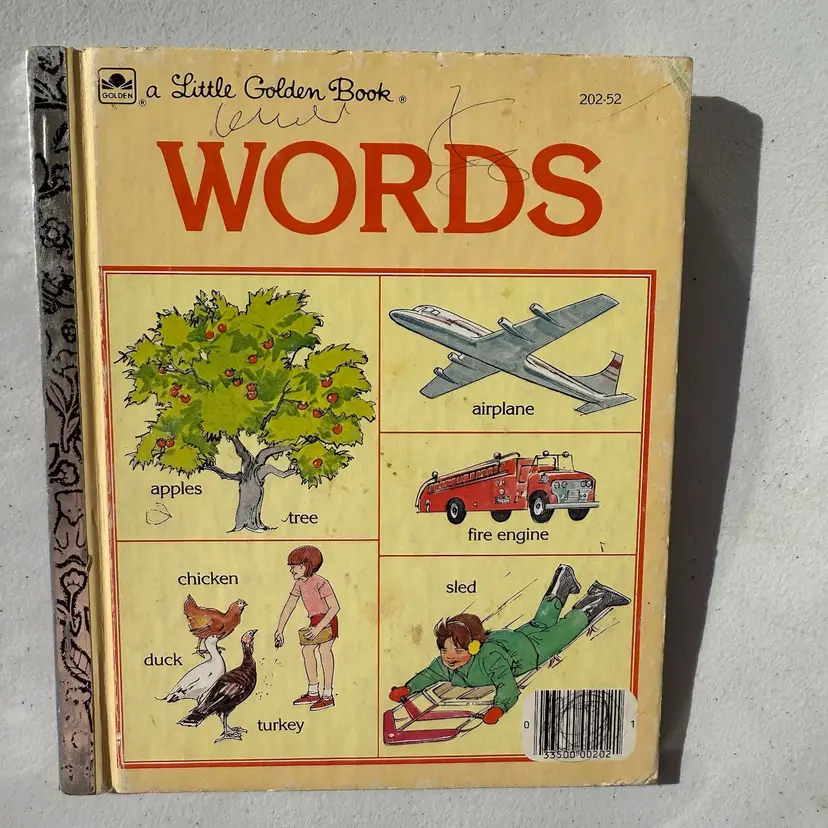 GOLDEN ® a Little Golden Book ®
202-52
WORDS
apples
tree
airplane
fire engine
chicken
duck
turkey
sled
0 33500 00202 1